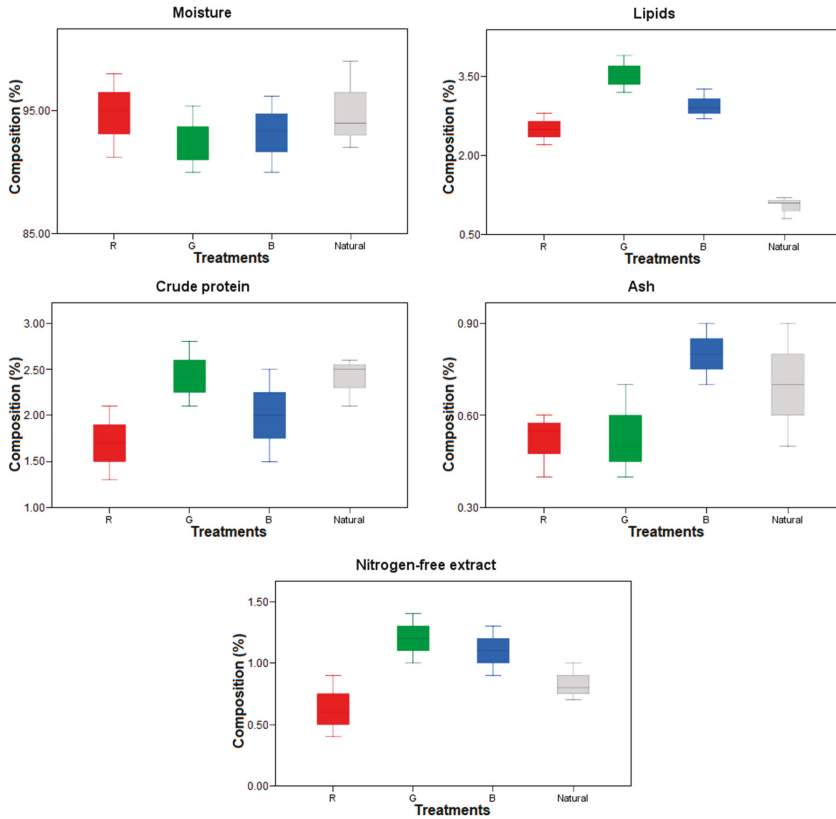 Moisture
Composition (%)
95.00
85.00
R G B Natural
Treatments
Lipids
Composition (%)
3.50
2.00
0.50
R G B Natural
Treatments
Crude protein
Composition (%)
3.00
2.50
2.00
1.50
1.00
R G B Natural
Treatments
Ash
Composition (%)
0.90
0.60
0.30
R G B Natural
Treatments
Nitrogen-free extract
Composition (%)
1.50
1.00
0.50
0.00
R G B Natural
Treatments